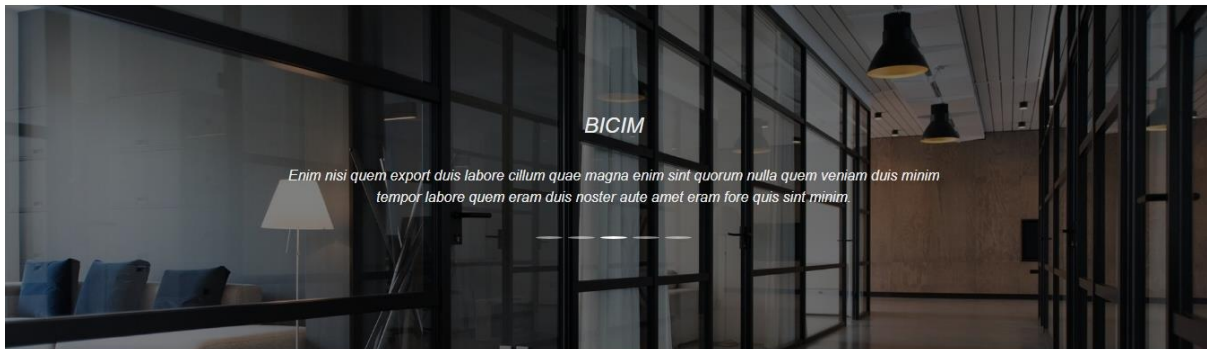 BICIM
Enim nisi quem export duis labore cillum quae magna enim sint quorum nulla quem veniam duis minim
tempor labore quem eram duis noster aute amet eram fore quis sint minim.